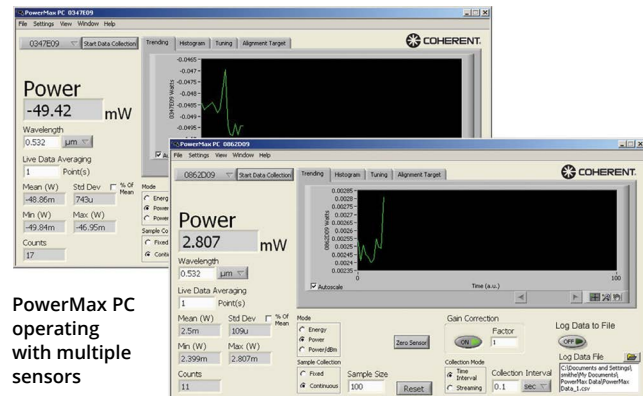 PowerMax PC 0347E09
File Settings View Window Help
0347E09 Start Data Collection
Trending Histogram Tuning Alignment Target
COHERENT.
Power
-49.42 mW
Wavelength
0.532 µm
Live Data Averaging
1 Point(s)
Mean (W) Std Dev % Of Mean
-48.86m 743u
Min (W) Max (W)
-49.84m -46.95m
Counts
17
0347E09 Watts
-0.0465
-0.047
-0.0475
-0.048
-0.0485
-0.049
-0.0495
Mode
Energ
Power
Power
Sample Co
Fixed
Conti
PowerMax PC 0862D09
File Settings View Window Help
0862D09 Start Data Collection
Trending Histogram Tuning Alignment Target
COHERENT.
Power
2.807 mW
Wavelength
0.532 µm
Live Data Averaging
1 Point(s)
Mean (W) Std Dev % Of Mean
2.5m 109u
Min (W) Max (W)
2.399m 2.807m
Counts
11
0862D09 Watts
0.00285
0.0028
0.00275
0.0027
0.00265
0.0026
0.00255
0.0025
0.00245
0.0024
0.00235
0 100
Time (a.u.)
Autoscale
Mode
Energy
Power
Power/dBm
Sample Collection
Fixed
Continuous
Sample Size
100
Zero Sensor
Reset
Gain Correction
ON
Factor
1
Collection Mode
Time Interval
Streaming
Collection Interval
0.1 sec
Log Data to File
OFF
Log Data File
C:\Documents and Settings\
smithe\My Documents\
PowerMax Data\PowerMax
Data_1.csv
PowerMax PC
operating
with multiple
sensors